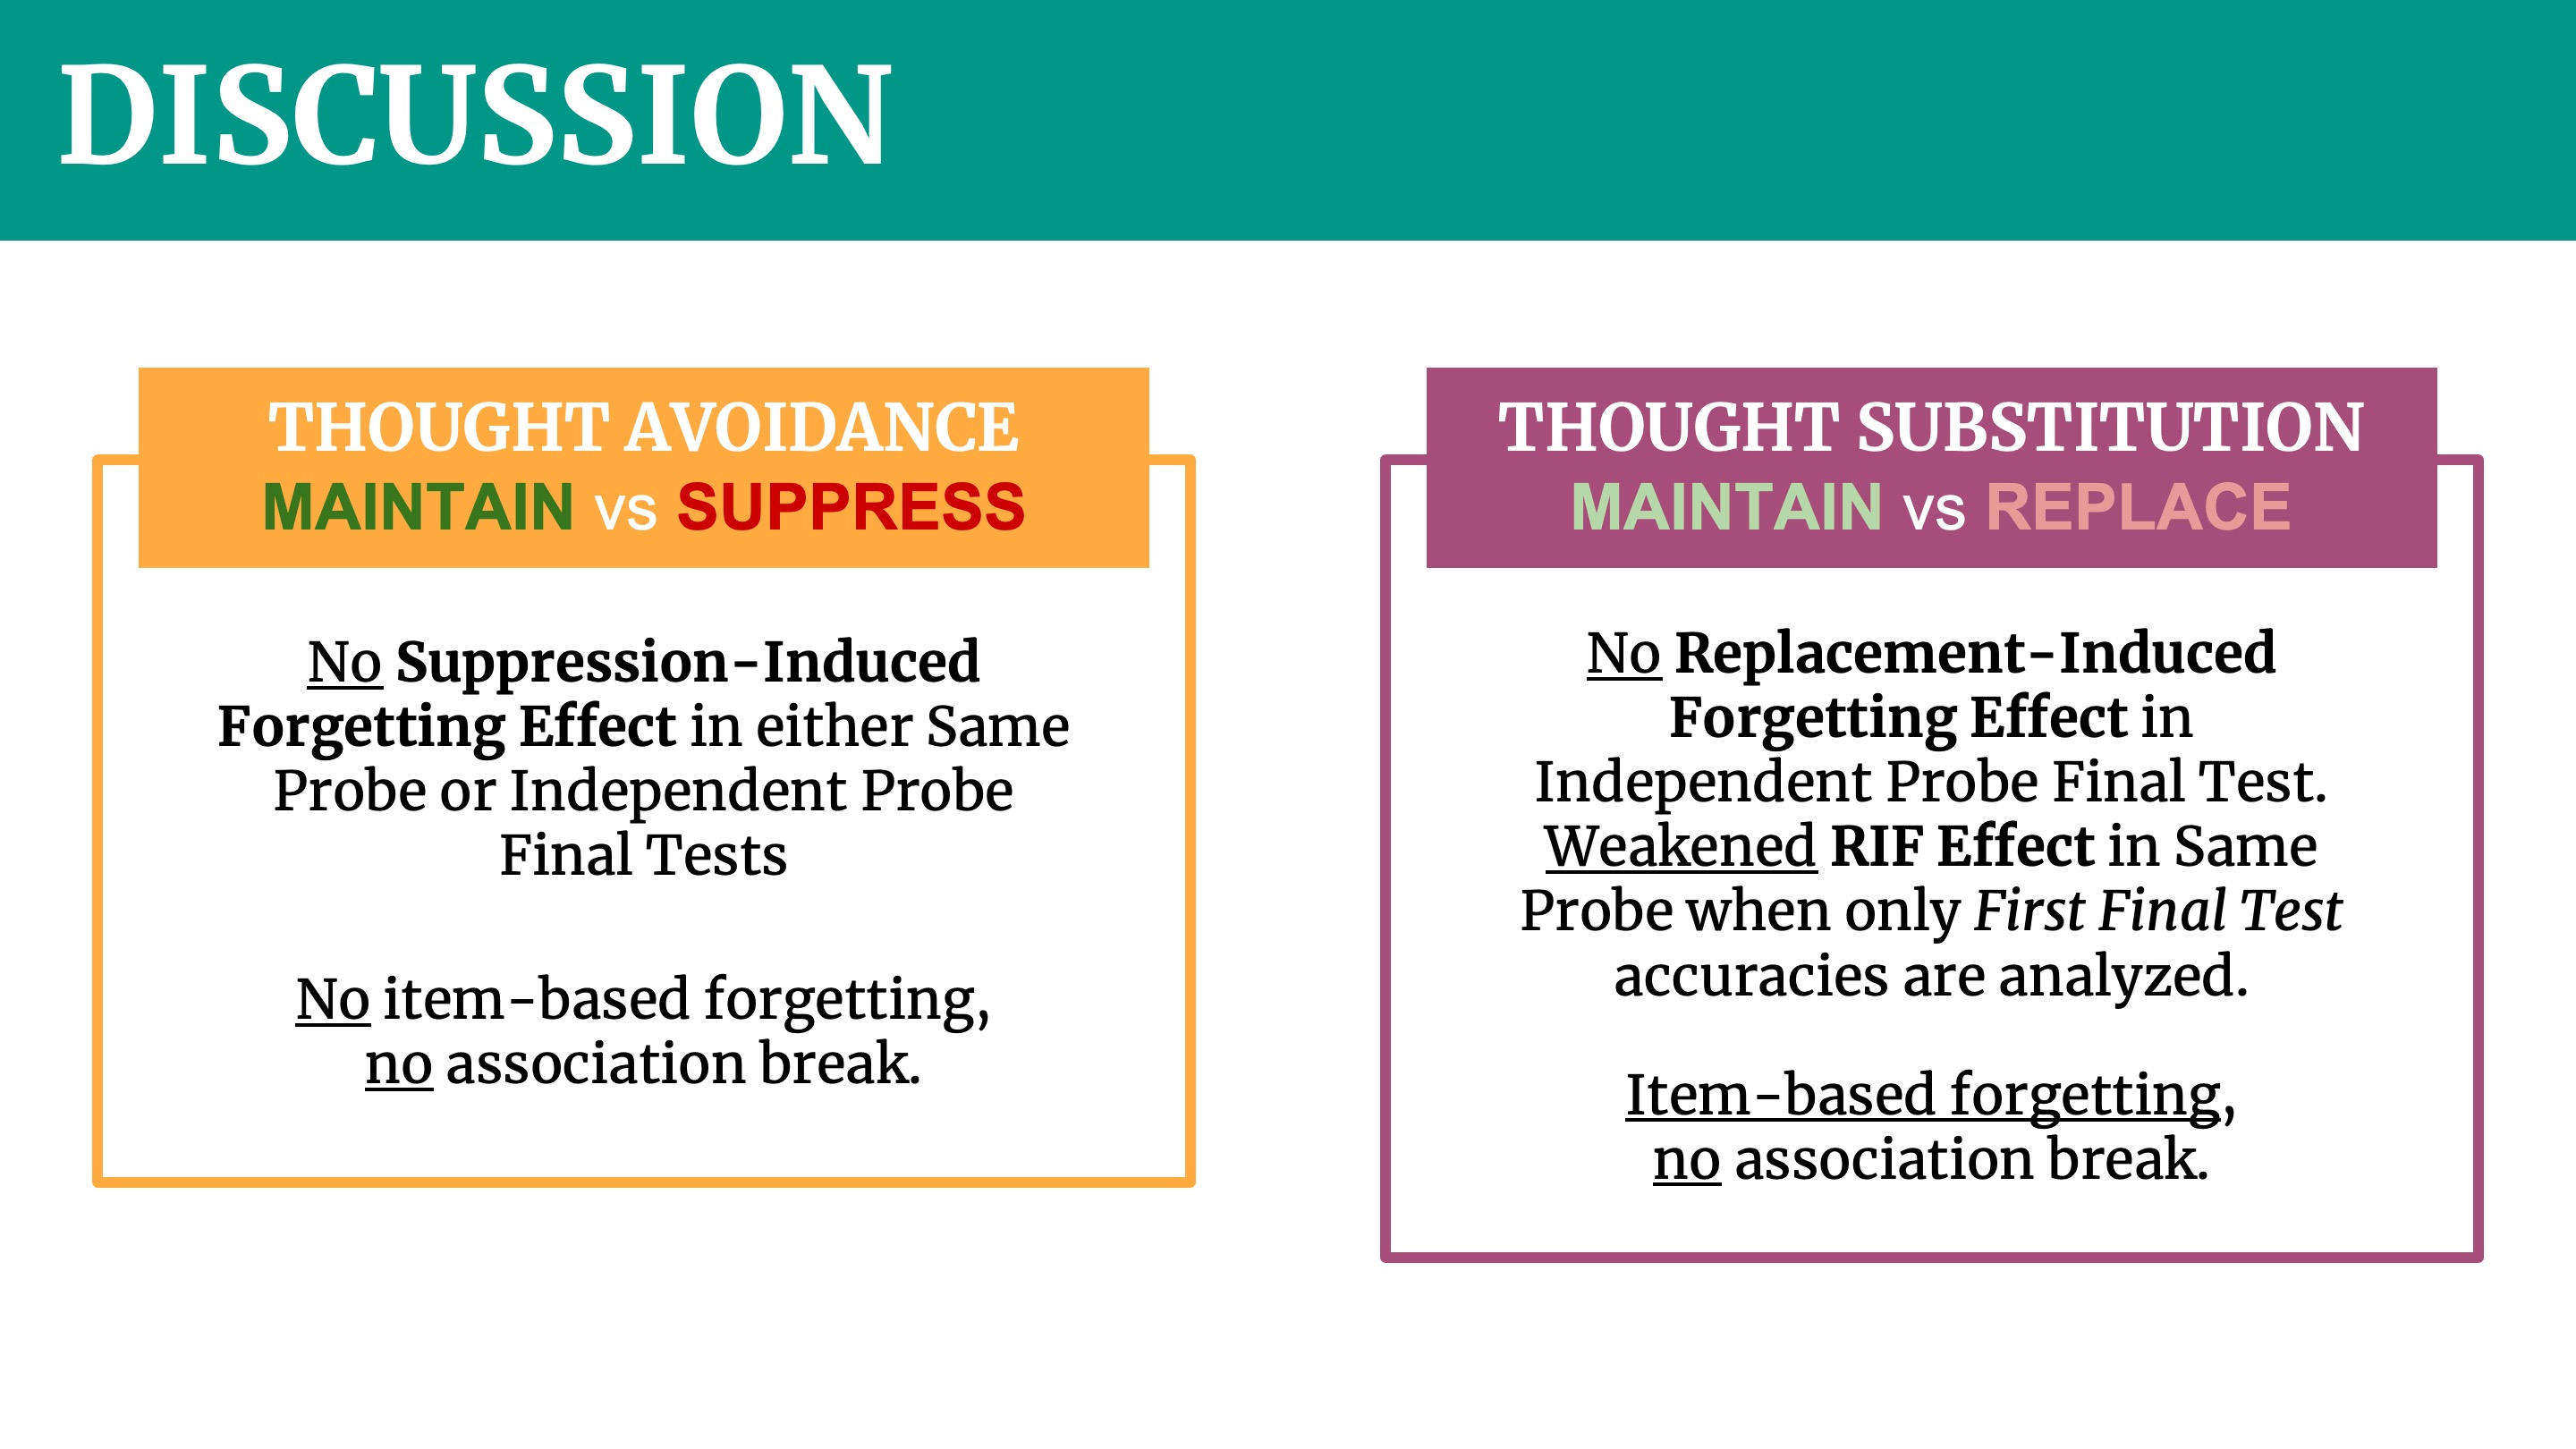 DISCUSSION
THOUGHT AVOIDANCE
MAINTAIN vs SUPPRESS
No Suppression-Induced
Forgetting Effect in either Same
Probe or Independent Probe
Final Tests
No item-based forgetting,
no association break.
THOUGHT SUBSTITUTION
MAINTAIN vs REPLACE
No Replacement-Induced
Forgetting Effect in
Independent Probe Final Test.
Weakened RIF Effect in Same
Probe when only First Final Test
accuracies are analyzed.
Item-based forgetting,
no association break.